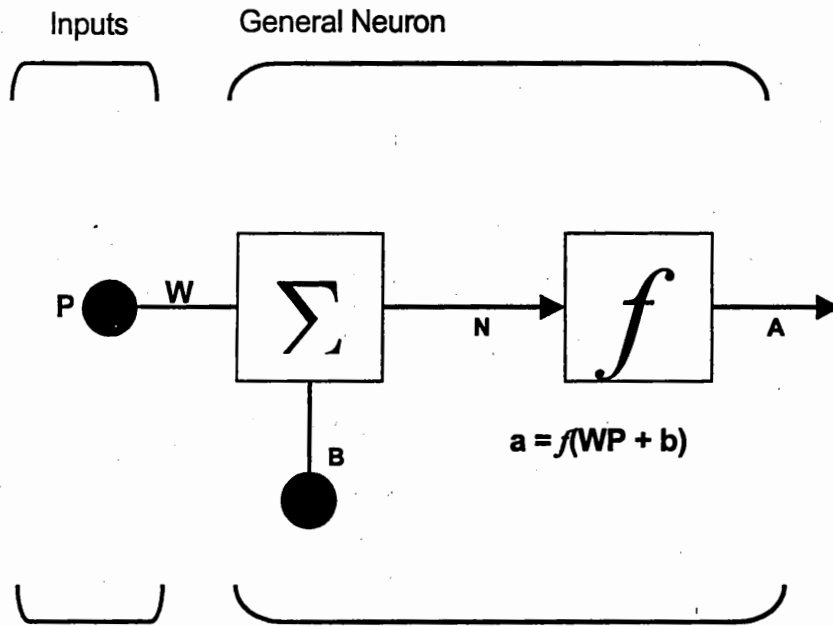 Inputs General Neuron
P W Σ N f A
B
a = f(WP + b)